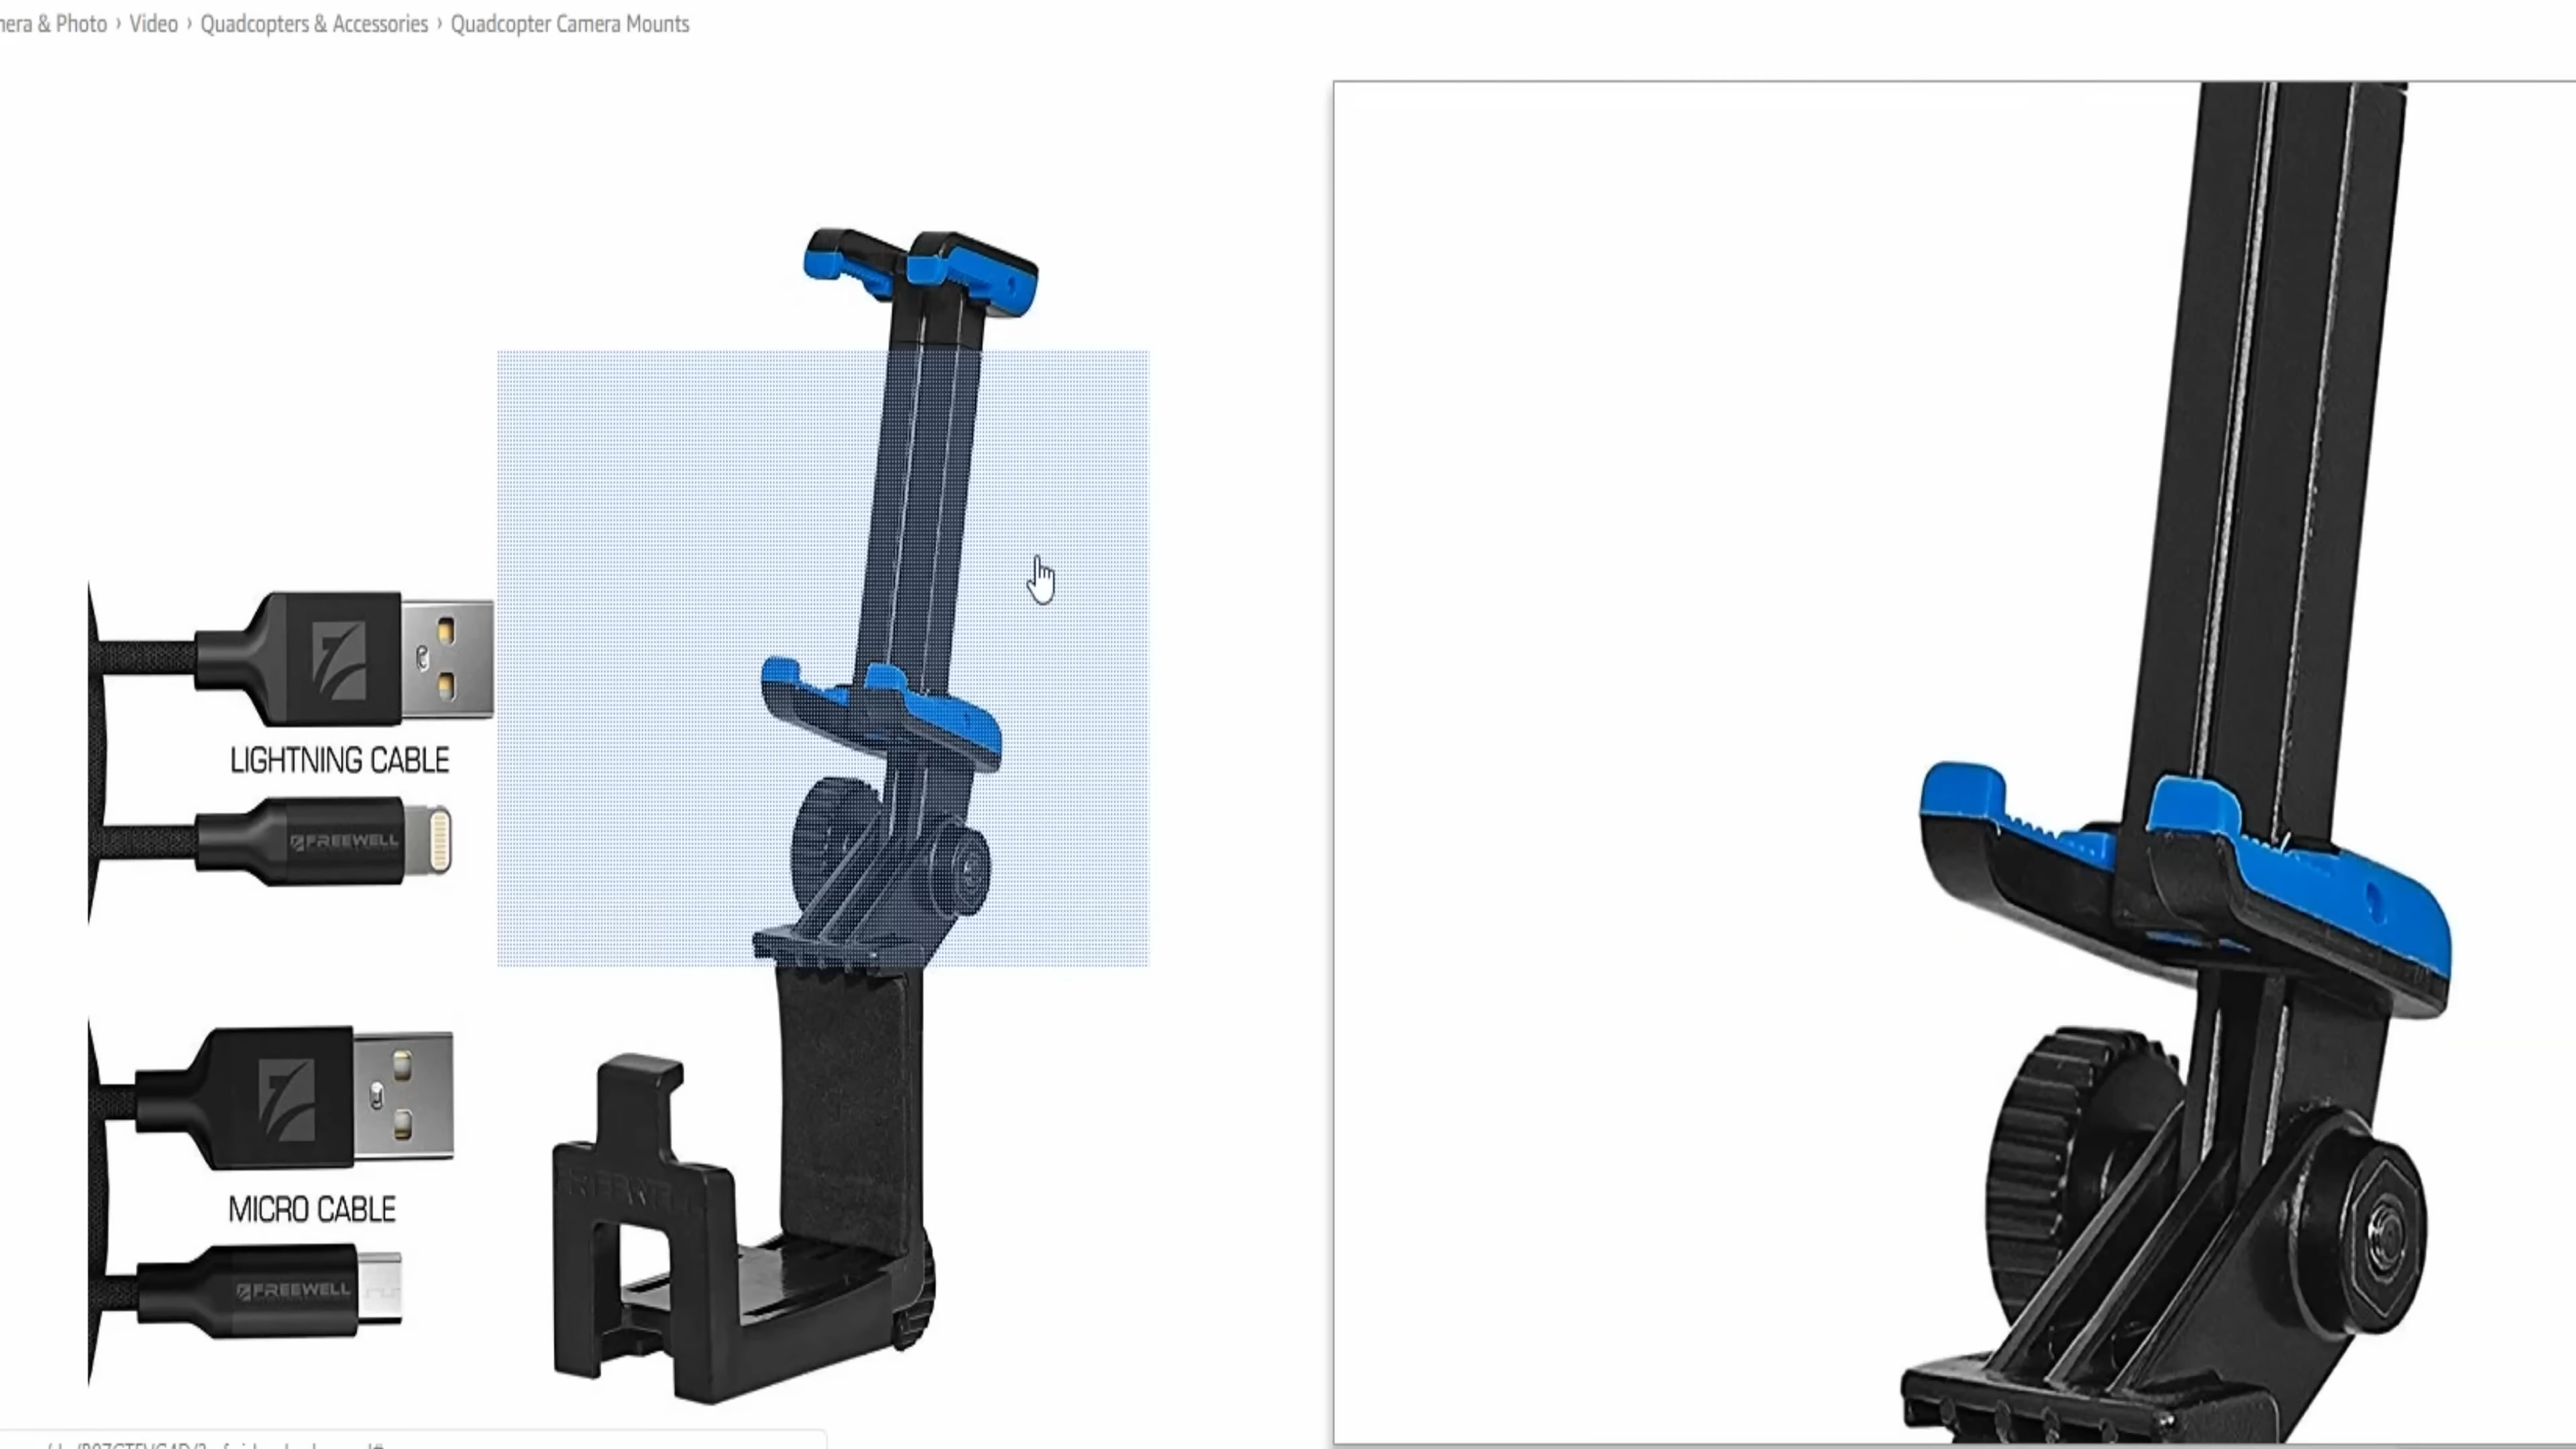 era & Photo › Video › Quadcopters & Accessories › Quadcopter Camera Mounts
LIGHTNING CABLE
FREEWELL
MICRO CABLE
FREEWELL